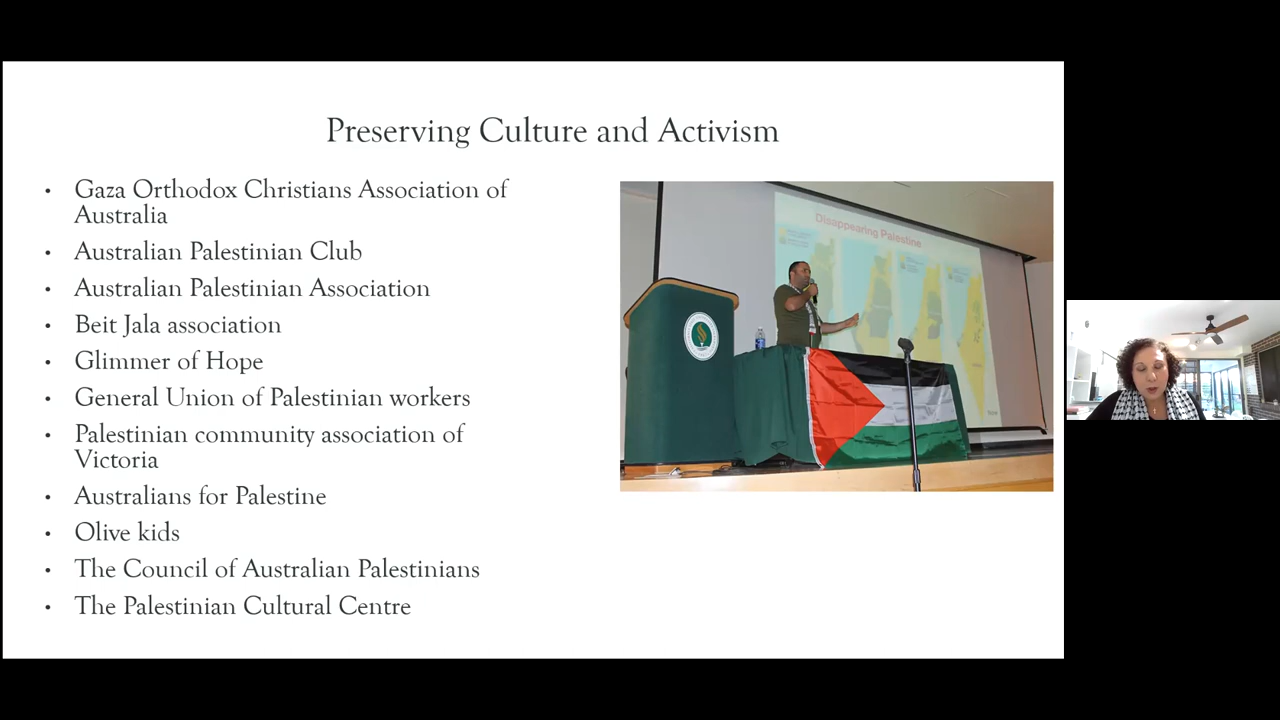 Preserving Culture and Activism
• Gaza Orthodox Christians Association of
Australia
• Australian Palestinian Club
• Australian Palestinian Association
• Beit Jala association
• Glimmer of Hope
• General Union of Palestinian workers
• Palestinian community association of
Victoria
• Australians for Palestine
• Olive kids
• The Council of Australian Palestinians
• The Palestinian Cultural Centre
Disappearing Palestine